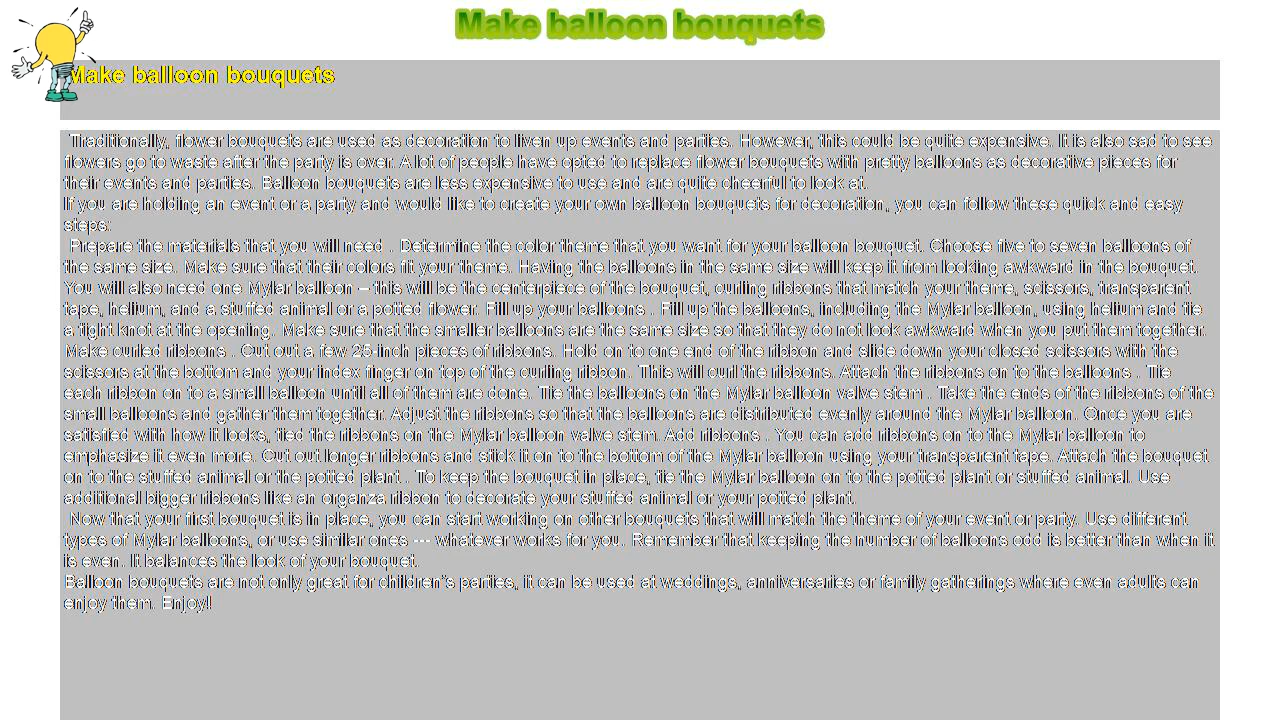 Make balloon bouquets
Make balloon bouquets
Traditionally, flower bouquets are used as decoration to liven up events and parties. However, this could be quite expensive. It is also sad to see
flowers go to waste after the party is over. A lot of people have opted to replace flower bouquets with pretty balloons as decorative pieces for
their events and parties. Balloon bouquets are less expensive to use and are quite cheerful to look at.
If you are holding an event or a party and would like to create your own balloon bouquets for decoration, you can follow these quick and easy
steps:
Prepare the materials that you will need . Determine the color theme that you want for your balloon bouquet. Choose five to seven balloons of
the same size. Make sure that their colors fit your theme. Having the balloons in the same size will keep it from looking awkward in the bouquet.
You will also need one Mylar balloon – this will be the centerpiece of the bouquet, curling ribbons that match your theme, scissors, transparent
tape, helium, and a stuffed animal or a potted flower. Fill up your balloons . Fill up the balloons, including the Mylar balloon, using helium and tie
a tight knot at the opening. Make sure that the smaller balloons are the same size so that they do not look awkward when you put them together.
Make curled ribbons . Cut out a few 25-inch pieces of ribbons. Hold on to one end of the ribbon and slide down your closed scissors with the
scissors at the bottom and your index finger on top of the curling ribbon. This will curl the ribbons. Attach the ribbons on to the balloons . Tie
each ribbon on to a small balloon until all of them are done. Tie the balloons on the Mylar balloon valve stem . Take the ends of the ribbons of the
small balloons and gather them together. Adjust the ribbons so that the balloons are distributed evenly around the Mylar balloon. Once you are
satisfied with how it looks, tied the ribbons on the Mylar balloon valve stem. Add ribbons . You can add ribbons on to the Mylar balloon to
emphasize it even more. Cut out longer ribbons and stick it on to the bottom of the Mylar balloon using your transparent tape. Attach the bouquet
on to the stuffed animal or the potted plant . To keep the bouquet in place, tie the Mylar balloon on to the potted plant or stuffed animal. Use
additional bigger ribbons like an organza ribbon to decorate your stuffed animal or your potted plant.
Now that your first bouquet is in place, you can start working on other bouquets that will match the theme of your event or party. Use different
types of Mylar balloons, or use similar ones --- whatever works for you. Remember that keeping the number of balloons odd is better than when it
is even. It balances the look of your bouquet.
Balloon bouquets are not only great for children's parties, it can be used at weddings, anniversaries or family gatherings where even adults can
enjoy them. Enjoy!